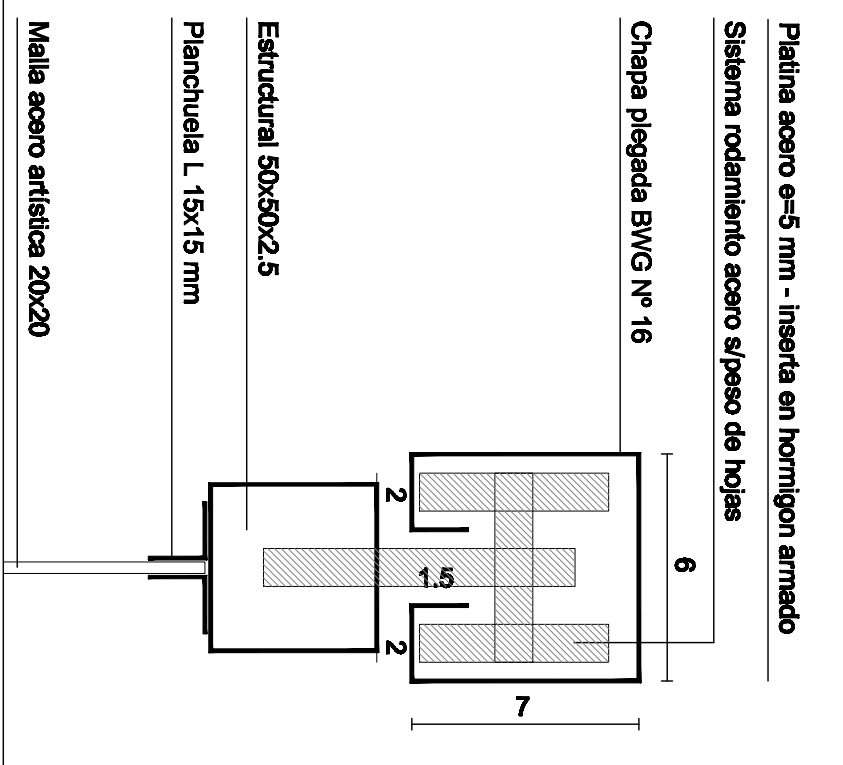 Platina acero e=5 mm - inserta en hormigon armado
Sistema rodamiento acero s/peso de hojas
Chapa plegada BWG Nº 16
Estructural 50x50x2.5
Planchuela L 15x15 mm
Malla acero artística 20x20
2
1.5
2
6
7